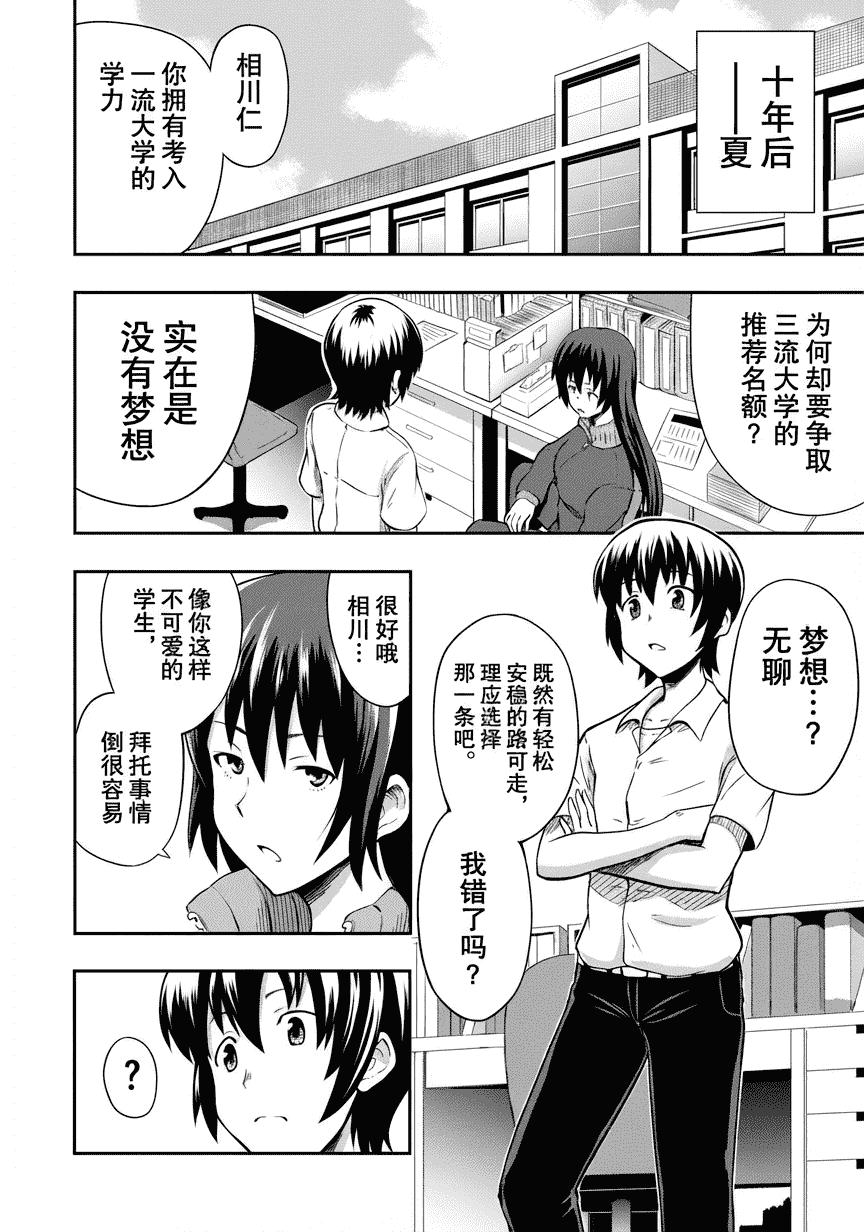 十年后
——夏
相川仁
你拥有考入
一流大学的
学力
为何却要争取
三流大学的
推荐名额？
实在是
没有梦想
梦想…？
无聊
既然有轻松
安稳的路可走，
理应选择
那一条吧。
我错了吗？
很好哦
相川…
像你这样
不可爱的
学生，
拜托事情
倒很容易
？